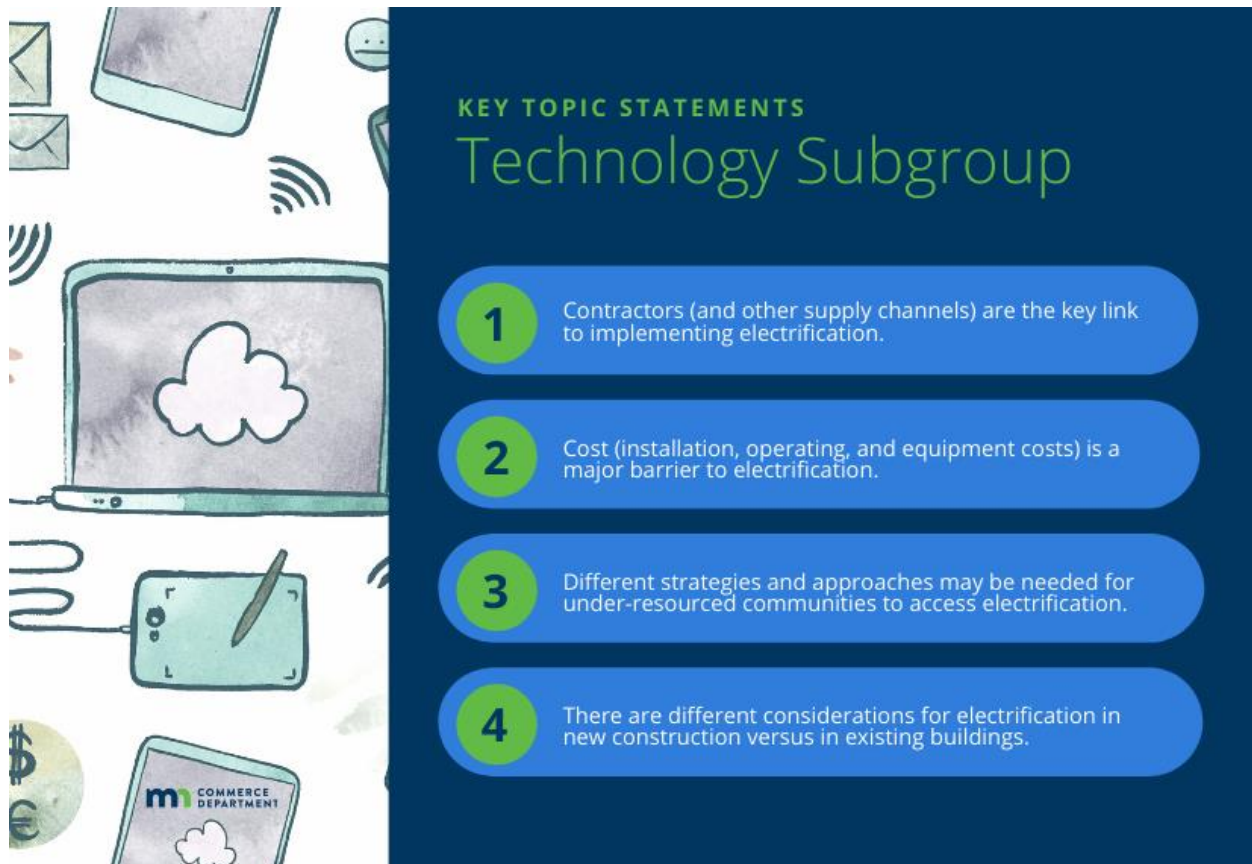 KEY TOPIC STATEMENTS
Technology Subgroup
1
Contractors (and other supply channels) are the key link
to implementing electrification.
2
Cost (installation, operating, and equipment costs) is a
major barrier to electrification.
3
Different strategies and approaches may be needed for
under-resourced communities to access electrification.
4
There are different considerations for electrification in
new construction versus in existing buildings.
$
€
mn COMMERCE
DEPARTMENT